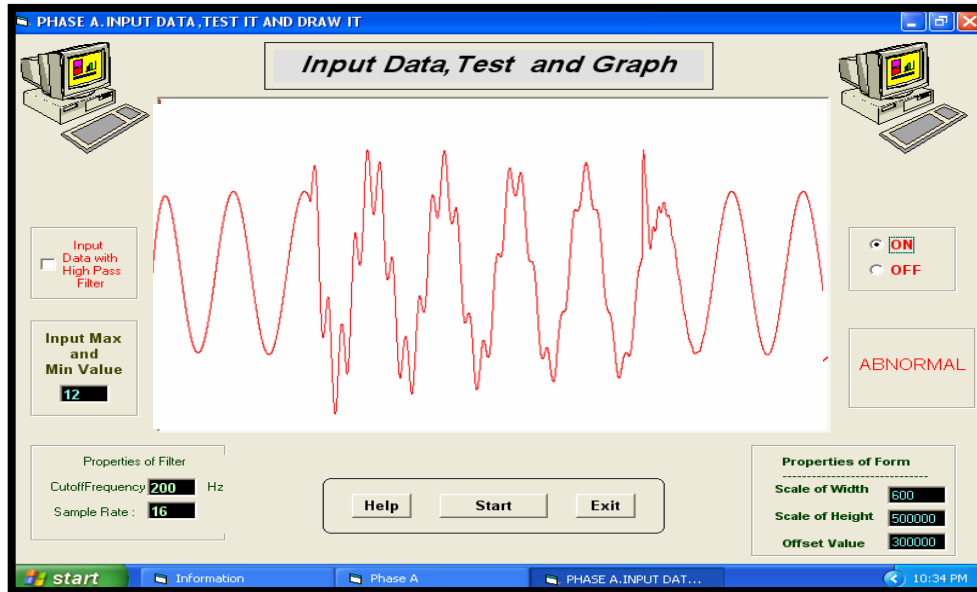 PHASE A.INPUT DATA ,TEST IT AND DRAW IT
Input Data,Test and Graph
Input
Data with
High Pass
Filter
ON
OFF
Input Max
and
Min Value
12
ABNORMAL
Properties of Filter
CutoffFrequency 200 Hz
Sample Rate : 16
Help
Start
Exit
Properties of Form
Scale of Width 600
Scale of Height 500000
Offset Value 300000
start
Information
Phase A
PHASE A.INPUT DAT...
10:34 PM